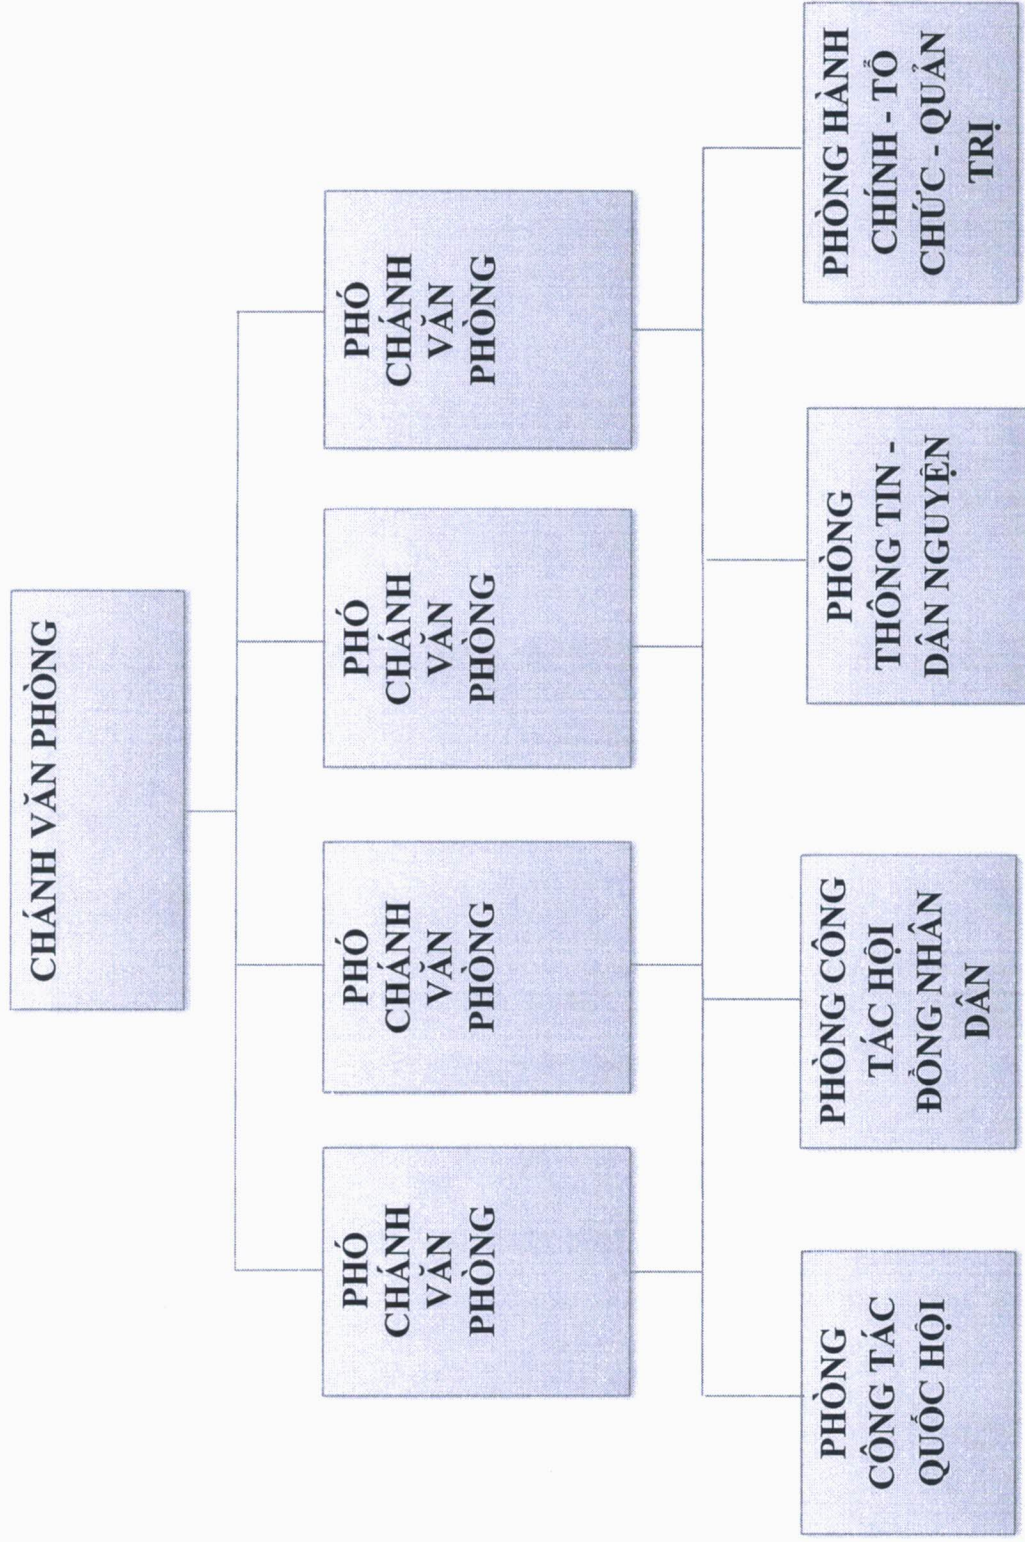 CHÁNH VĂN PHÒNG
PHÓ
CHÁNH
VĂN
PHÒNG
PHÓ
CHÁNH
VĂN
PHÒNG
PHÓ
CHÁNH
VĂN
PHÒNG
PHÓ
CHÁNH
VĂN
PHÒNG
PHÒNG
CÔNG TÁC
QUỐC HỘI
PHÒNG CÔNG
TÁC HỘI
ĐỒNG NHÂN
DÂN
PHÒNG
THÔNG TIN -
DÂN NGUYỆN
PHÒNG HÀNH
CHÍNH - TỔ
CHỨC - QUẢN
TRỊ